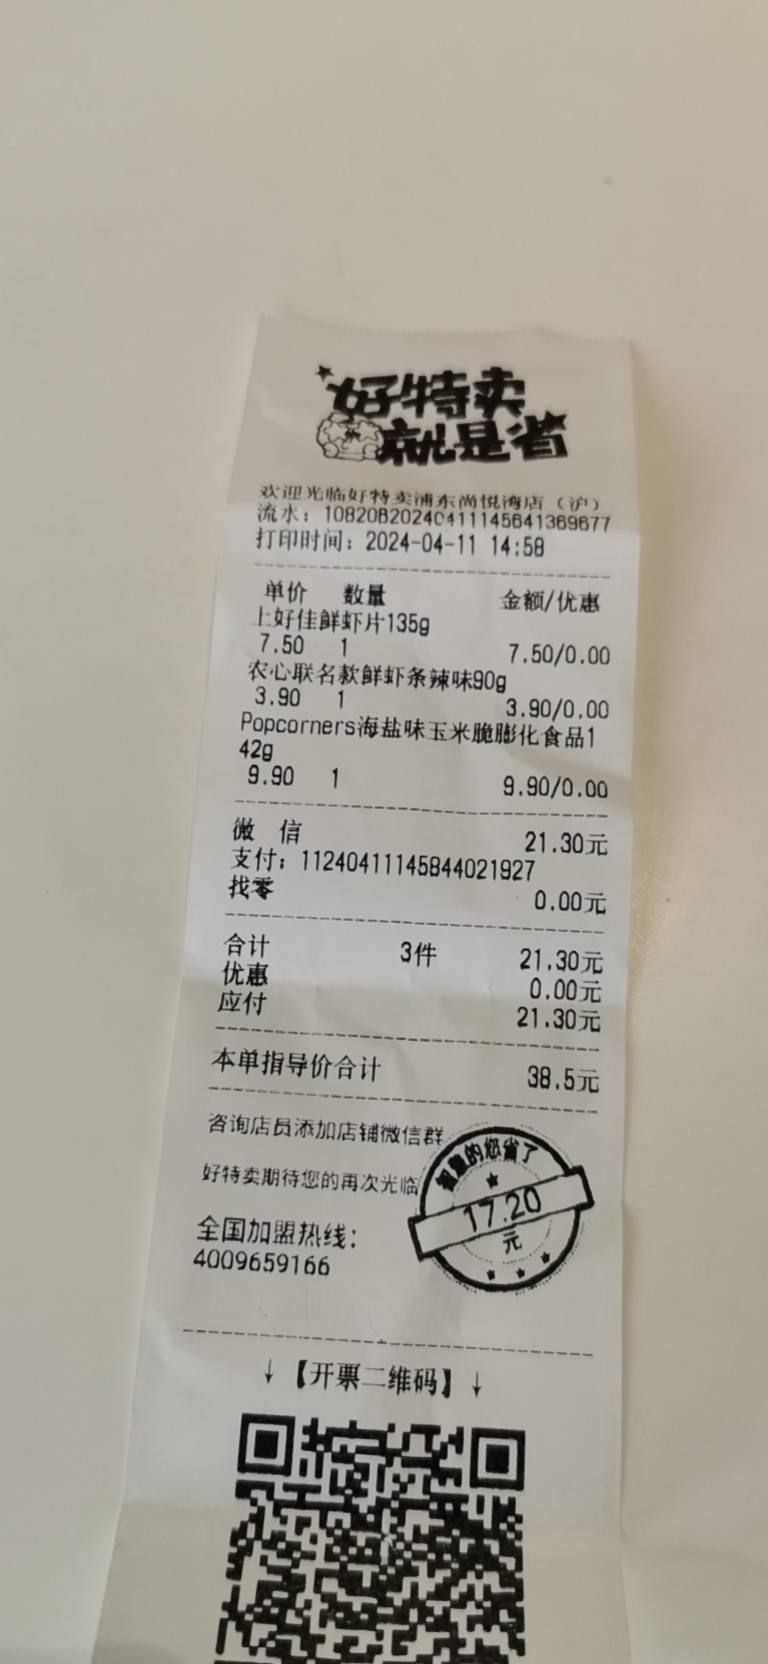 好特卖
就是省
欢迎光临好特卖浦东尚悦湾店（沪）
流水：108208202404111456413696​77
打印时间：2024-04-11 14:58
单价 数量 金额/优惠
上好佳鲜虾片135g
7.50 1 7.50/0.00
农心联名款鲜虾条辣味90g
3.90 1 3.90/0.00
Popcorners海盐味玉米脆膨化食品1
42g
9.90 1 9.90/0.00
微 信 21.30元
支付：11240411145844021927
找零 0.00元
合计 3件 21.30元
优惠 0.00元
应付 21.30元
本单指导价合计 38.5元
咨询店员添加店铺微信群
好特卖期待您的再次光临
智慧的您省了
17.20
元
全国加盟热线：
4009659166
↓【开票二维码】↓